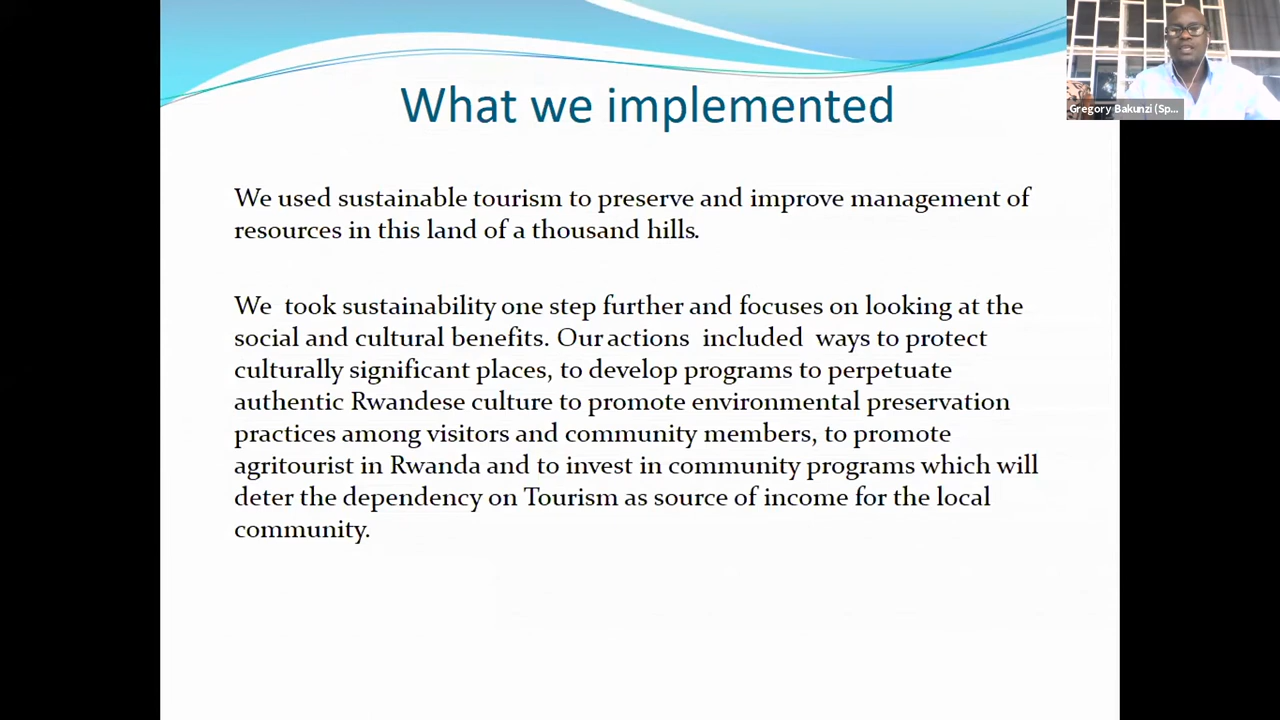 What we implemented
Gregory Bakunzi (Sp...
We used sustainable tourism to preserve and improve management of
resources in this land of a thousand hills.
We took sustainability one step further and focuses on looking at the
social and cultural benefits. Our actions included ways to protect
culturally significant places, to develop programs to perpetuate
authentic Rwandese culture to promote environmental preservation
practices among visitors and community members, to promote
agritourist in Rwanda and to invest in community programs which will
deter the dependency on Tourism as source of income for the local
community.